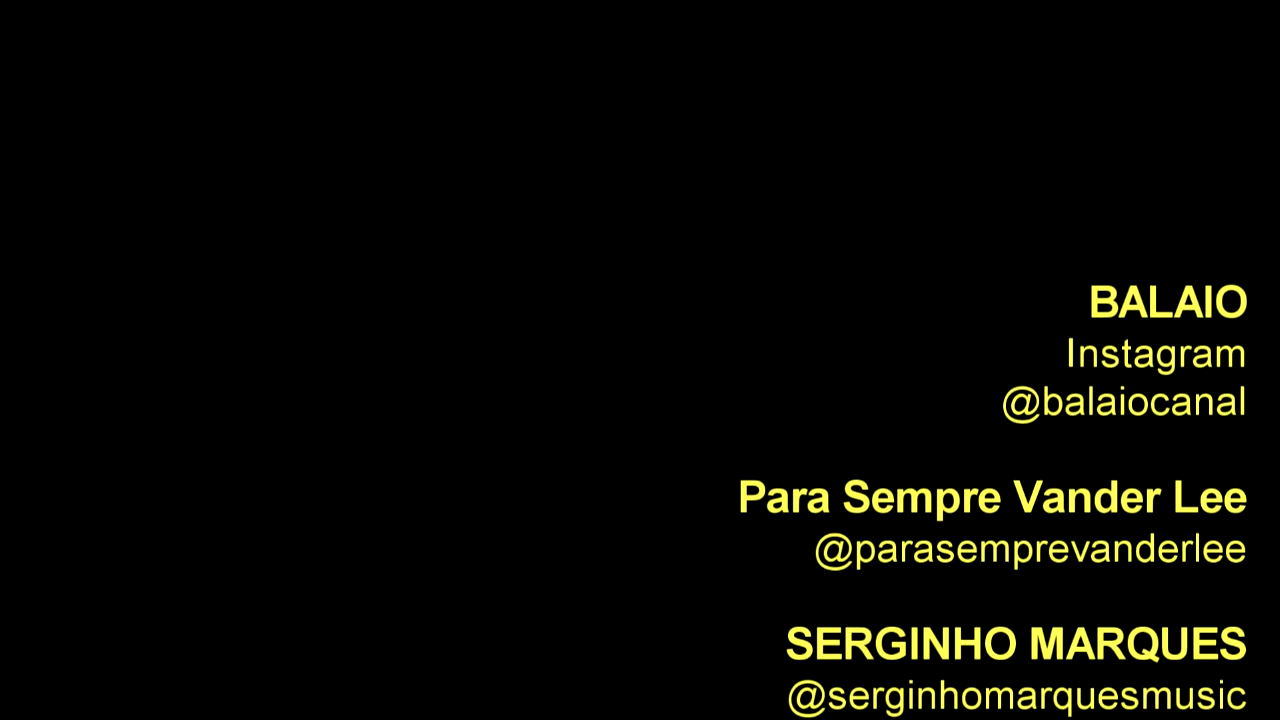 BALAIO
Instagram
@balaiocanal
Para Sempre Vander Lee
@parasemprevanderlee
SERGINHO MARQUES
@serginhomarquesmusic